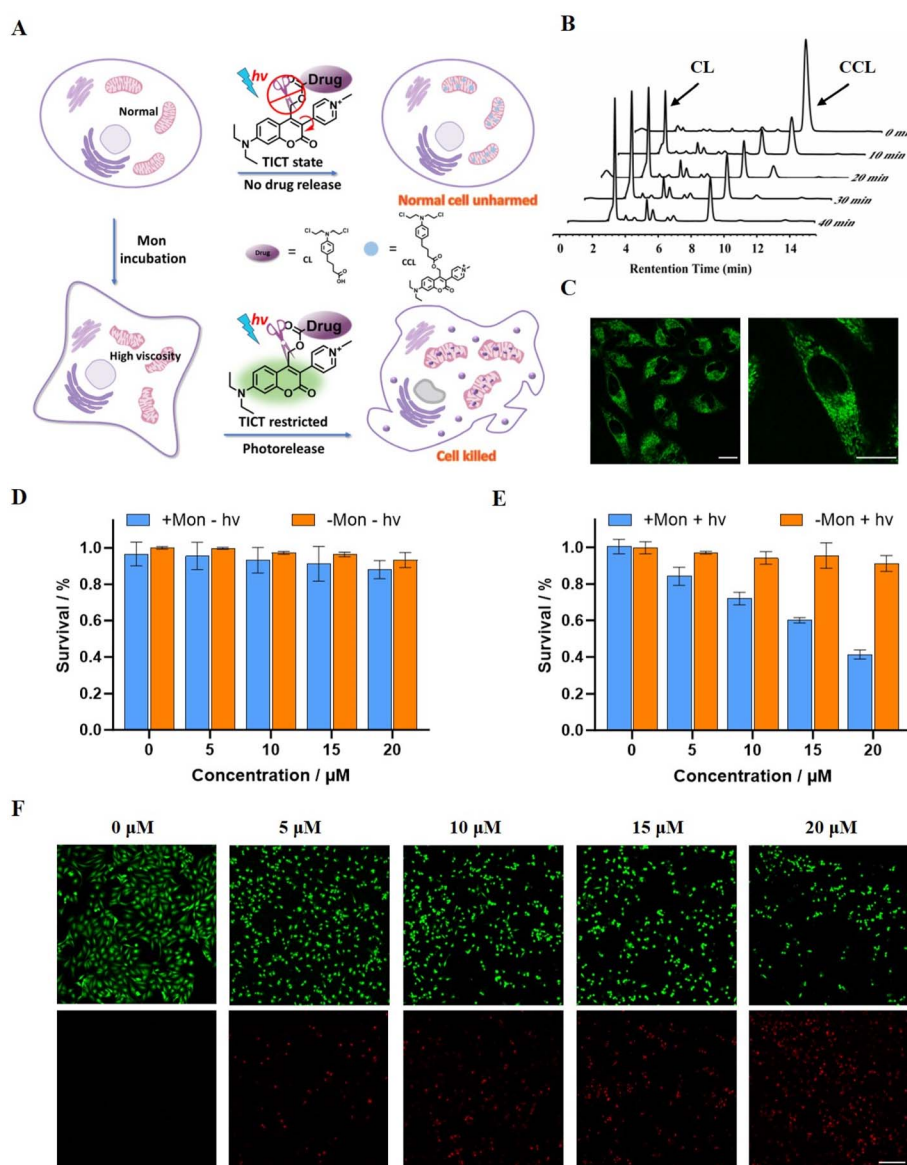 A
hv
Drug
O
O
N+
N
O
O
TICT state
No drug release
Normal
Normal cell unharmed
Mon
incubation
Drug
=
Cl
Cl
N
O
OH
CL
=
Cl
Cl
N
O
O
N+
N
O
O
CCL
High viscosity
hv
Drug
O
O
N+
N
O
O
TICT restricted
Photorelease
Cell killed
B
CL
CCL
0 min
10 min
20 min
30 min
40 min
0 2 4 6 8 10 12 14
Rentention Time (min)
C
D
+Mon - hv
-Mon - hv
Survival / %
1.0
0.8
0.6
0.4
0.2
0.0
0 5 10 15 20
Concentration / µM
E
+Mon + hv
-Mon + hv
Survival / %
1.0
0.8
0.6
0.4
0.2
0.0
0 5 10 15 20
Concentration / µM
F
0 µM 5 µM 10 µM 15 µM 20 µM